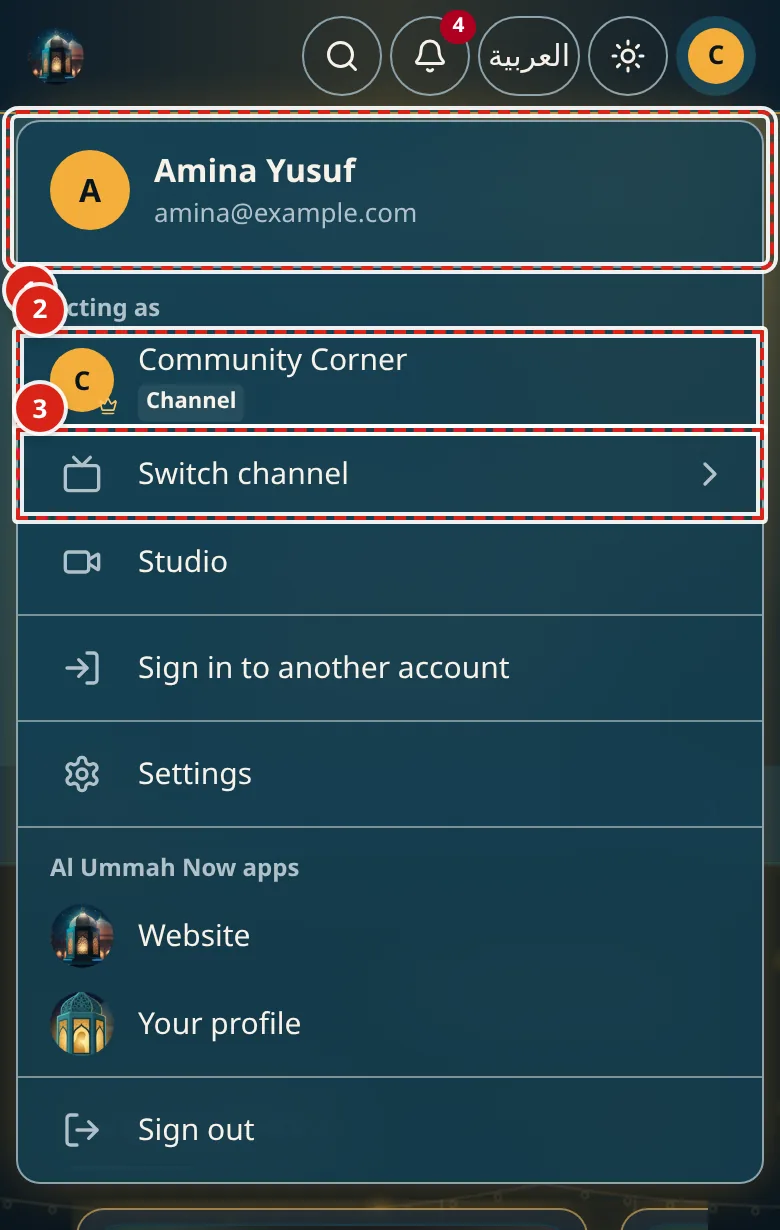 4
العربية
C
A
Amina Yusuf
amina@example.com
2
cting as
C
Community Corner
Channel
3
Switch channel
Studio
Sign in to another account
Settings
Al Ummah Now apps
Website
Your profile
Sign out